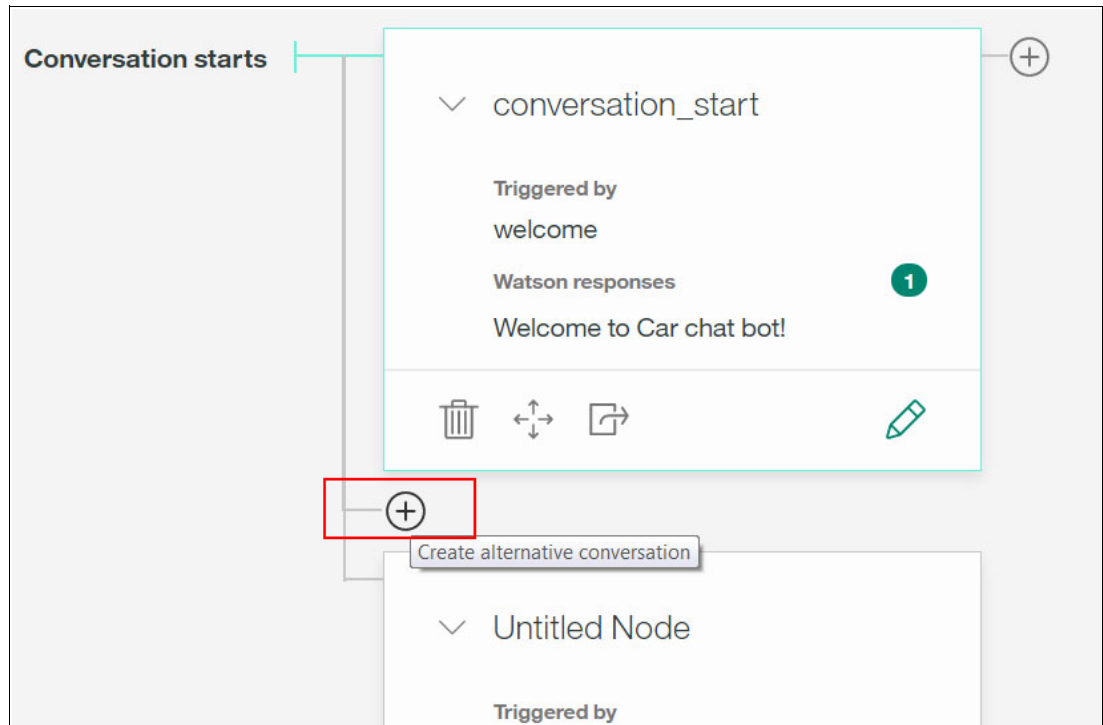 Conversation starts
conversation_start
Triggered by
welcome
Watson responses
1
Welcome to Car chat bot!
Create alternative conversation
Untitled Node
Triggered by